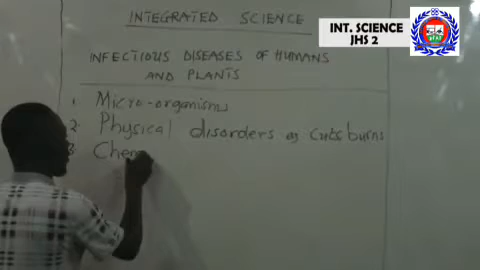 INTEGRATED SCIENCE
INT. SCIENCE
JHS 2
INFECTIOUS DISEASES OF HUMANS
AND PLANTS
1. Micro-organisms
2. Physical disorders eg cuts burns
3. Chem